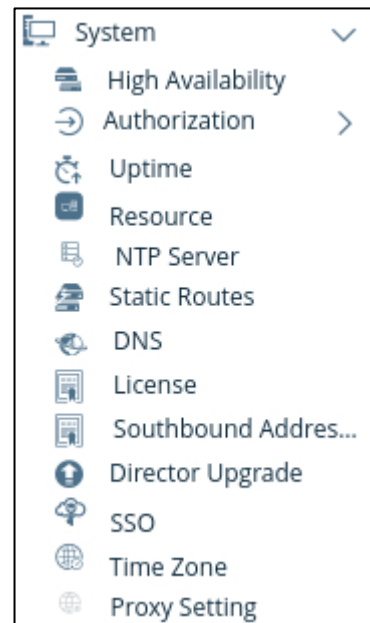 System
High Availability
Authorization
Uptime
Resource
NTP Server
Static Routes
DNS
License
Southbound Addres...
Director Upgrade
SSO
Time Zone
Proxy Setting